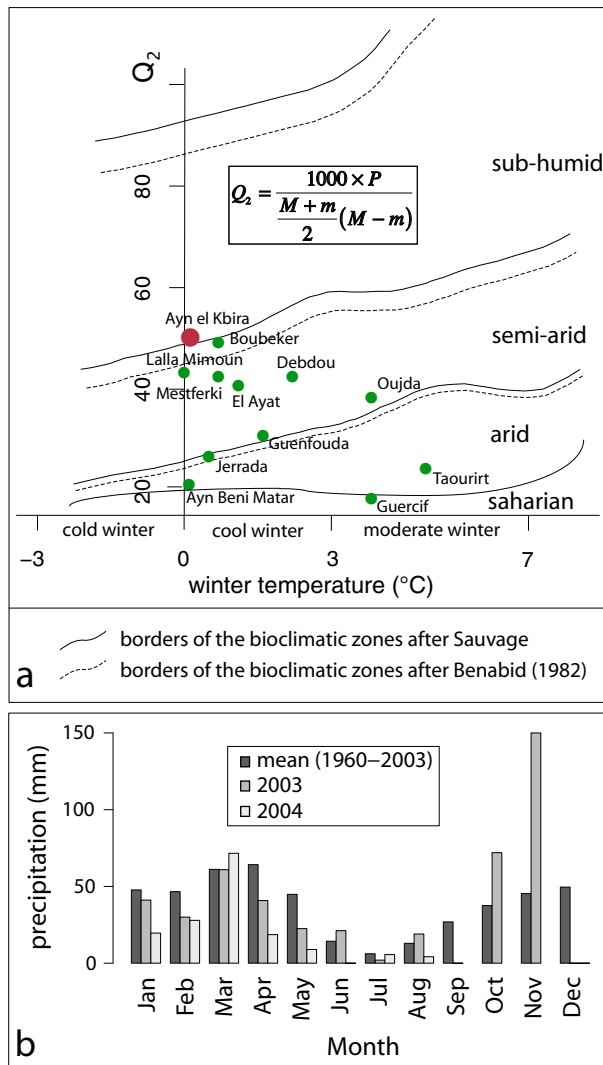 a
Q2
80
60
40
20
Q2 = 1000 × P / ((M + m) / 2 (M − m))
sub-humid
semi-arid
arid
saharian
Ayn el Kbira
Boubeker
Lalla Mimoun
Debdou
Mestferki
El Ayat
Oujda
Guenfouda
Jerrada
Taourirt
Ayn Beni Matar
Guercif
cold winter
cool winter
moderate winter
−3
0
3
7
winter temperature (°C)
borders of the bioclimatic zones after Sauvage
borders of the bioclimatic zones after Benabid (1982)
b
precipitation (mm)
150
100
50
0
mean (1960−2003)
2003
2004
Jan
Feb
Mar
Apr
May
Jun
Jul
Aug
Sep
Oct
Nov
Dec
Month